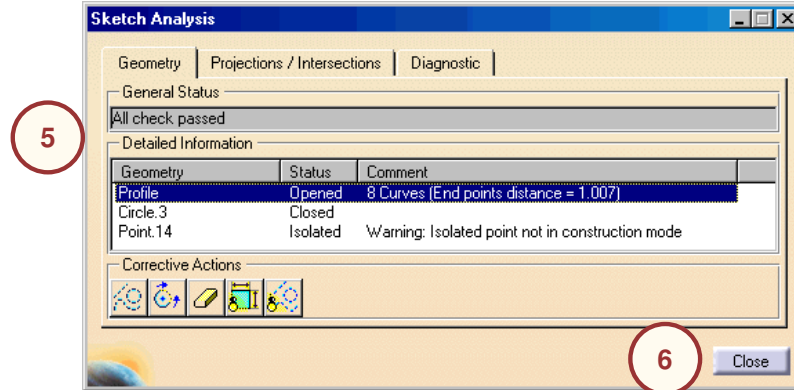 Sketch Analysis
Geometry Projections / Intersections Diagnostic
General Status
All check passed
5
Detailed Information
Geometry Status Comment
Profile Opened 8 Curves (End points distance = 1.007)
Circle.3 Closed
Point.14 Isolated Warning: Isolated point not in construction mode
Corrective Actions
6 Close